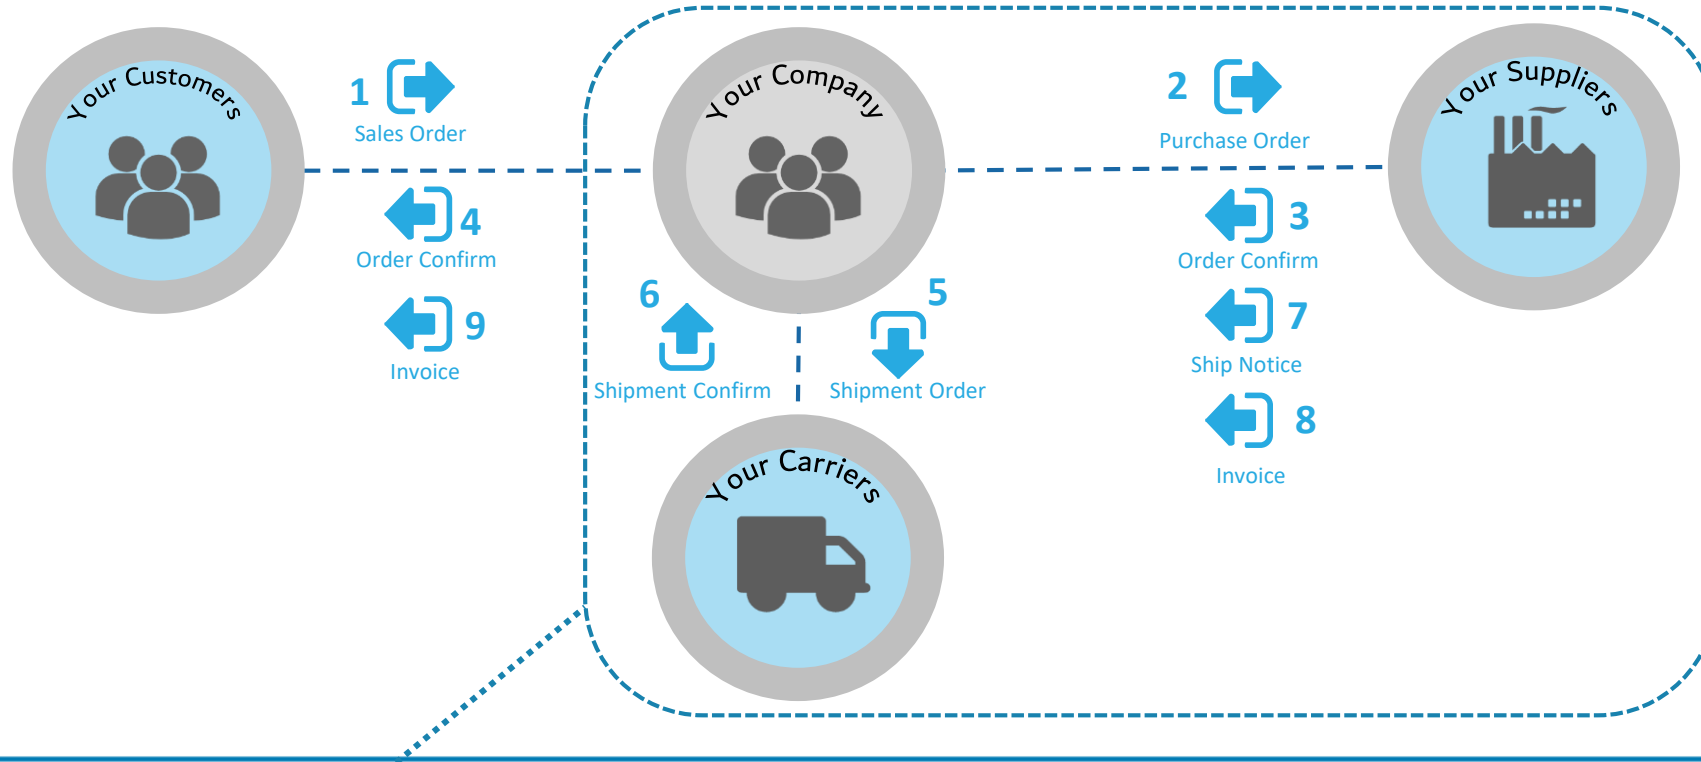 Your Customers
1
Sales Order
4
Order Confirm
9
Invoice
Your Company
6
Shipment Confirm
5
Shipment Order
Your Carriers
2
Purchase Order
3
Order Confirm
7
Ship Notice
8
Invoice
Your Suppliers